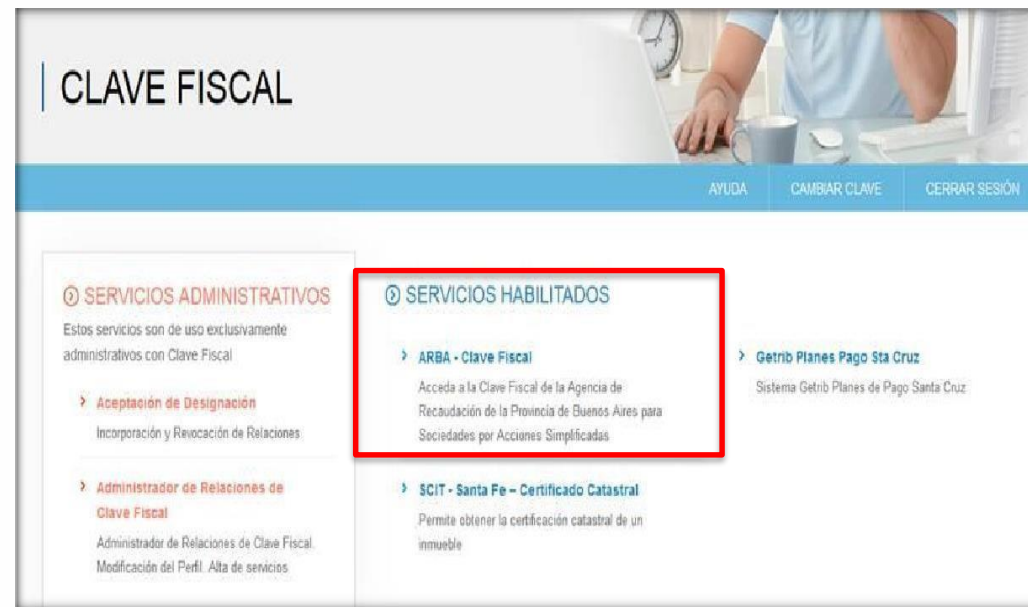 CLAVE FISCAL
AYUDA
CAMBIAR CLAVE
CERRAR SESIÓN
SERVICIOS ADMINISTRATIVOS
Estos servicios son de uso exclusivamente
administrativos con Clave Fiscal
Aceptación de Designación
Incorporación y Revocación de Relaciones
Administrador de Relaciones de
Clave Fiscal
Administrador de Relaciones de Clave Fiscal.
Modificación del Perfil. Alta de servicios
SERVICIOS HABILITADOS
ARBA - Clave Fiscal
Acceda a la Clave Fiscal de la Agencia de
Recaudación de la Provincia de Buenos Aires para
Sociedades por Acciones Simplificadas
SCIT - Santa Fe – Certificado Catastral
Permite obtener la certificación catastral de un
inmueble
Getrib Planes Pago Sta Cruz
Sistema Getrib Planes de Pago Santa Cruz